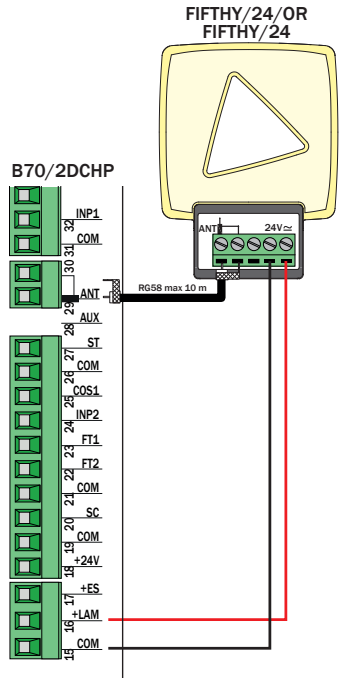 FIFTHY/24/OR
FIFTHY/24
B70/2DCHP
ANT
24V≃
RG58 max 10 m
32
INP1
31
COM
30
29
ANT
28
AUX
27
ST
26
COM
25
COS1
24
INP2
23
FT1
22
FT2
21
COM
20
SC
19
COM
18
+24V
17
+ES
16
+LAM
15
COM